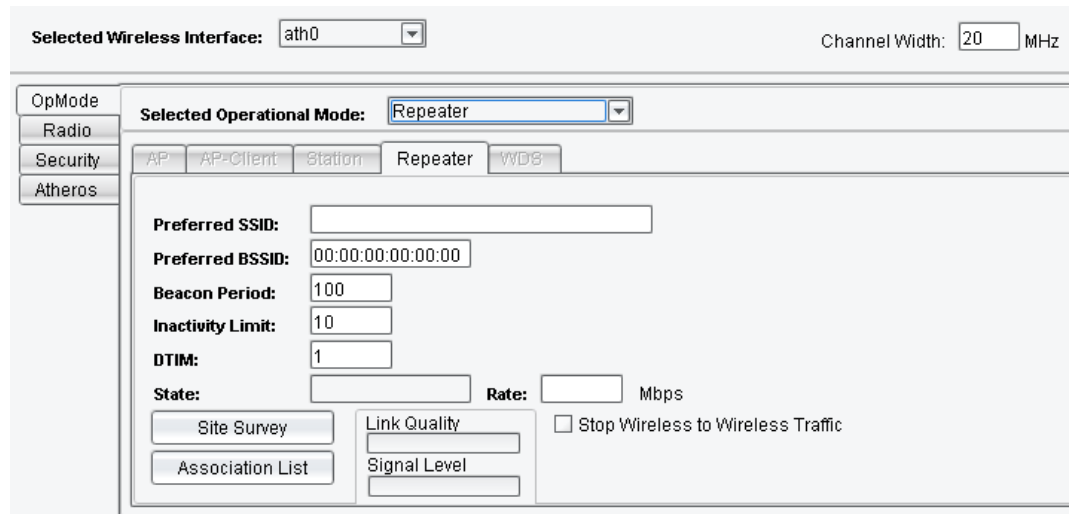 Selected Wireless Interface: ath0 Channel Width: 20 MHz
OpMode
Radio
Security
Atheros
Selected Operational Mode: Repeater
AP AP-Client Station Repeater WDS
Preferred SSID:
Preferred BSSID: 00:00:00:00:00:00
Beacon Period: 100
Inactivity Limit: 10
DTIM: 1
State: Rate: Mbps
Site Survey Link Quality Stop Wireless to Wireless Traffic
Association List Signal Level